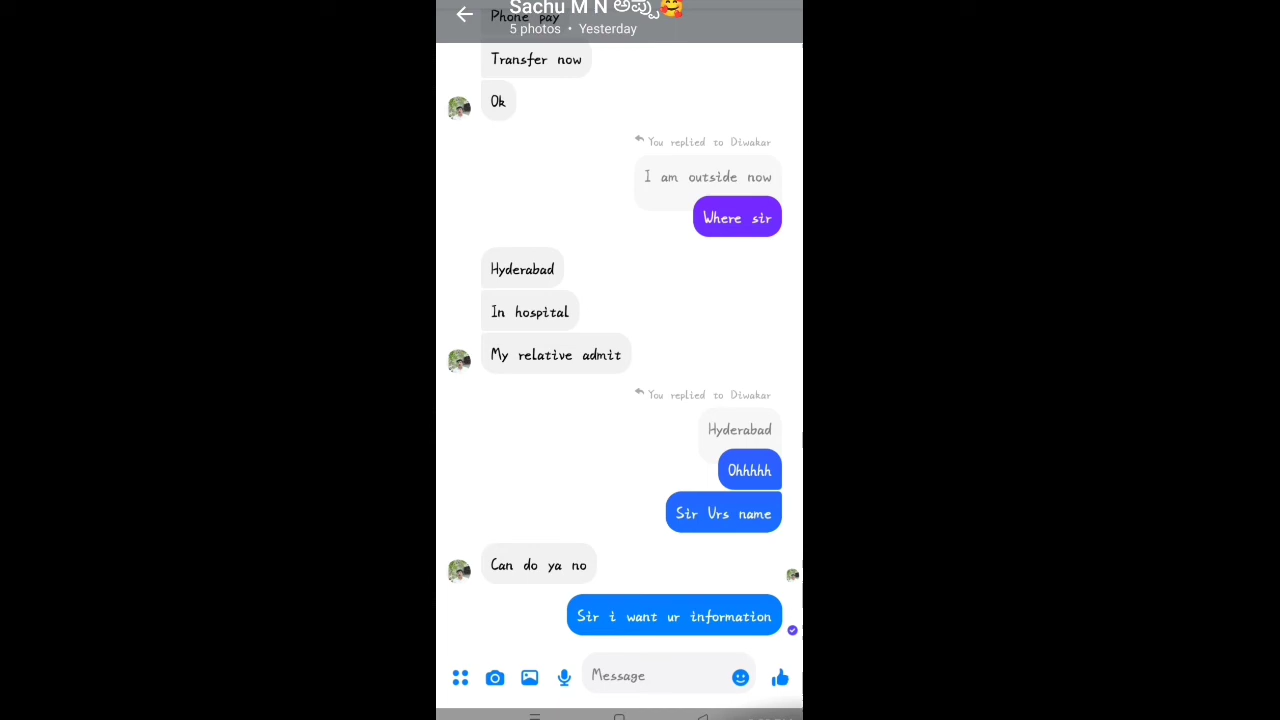 Sachu M N ಅಪ್ಪು🥰
Phone pay
5 photos • Yesterday
Transfer now
Ok
You replied to Diwakar
I am outside now
Where sir
Hyderabad
In hospital
My relative admit
You replied to Diwakar
Hyderabad
Ohhhhh
Sir Urs name
Can do ya no
Sir i want ur information
Message